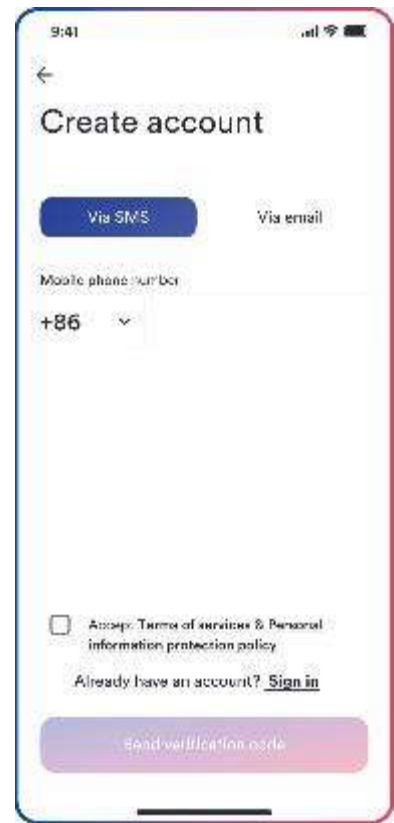 9:41
Create account
Via SMS
Via email
Mobile phone number
+86
Accept Terms of services & Personal
information protection policy
Already have an account? Sign in
Send verification code